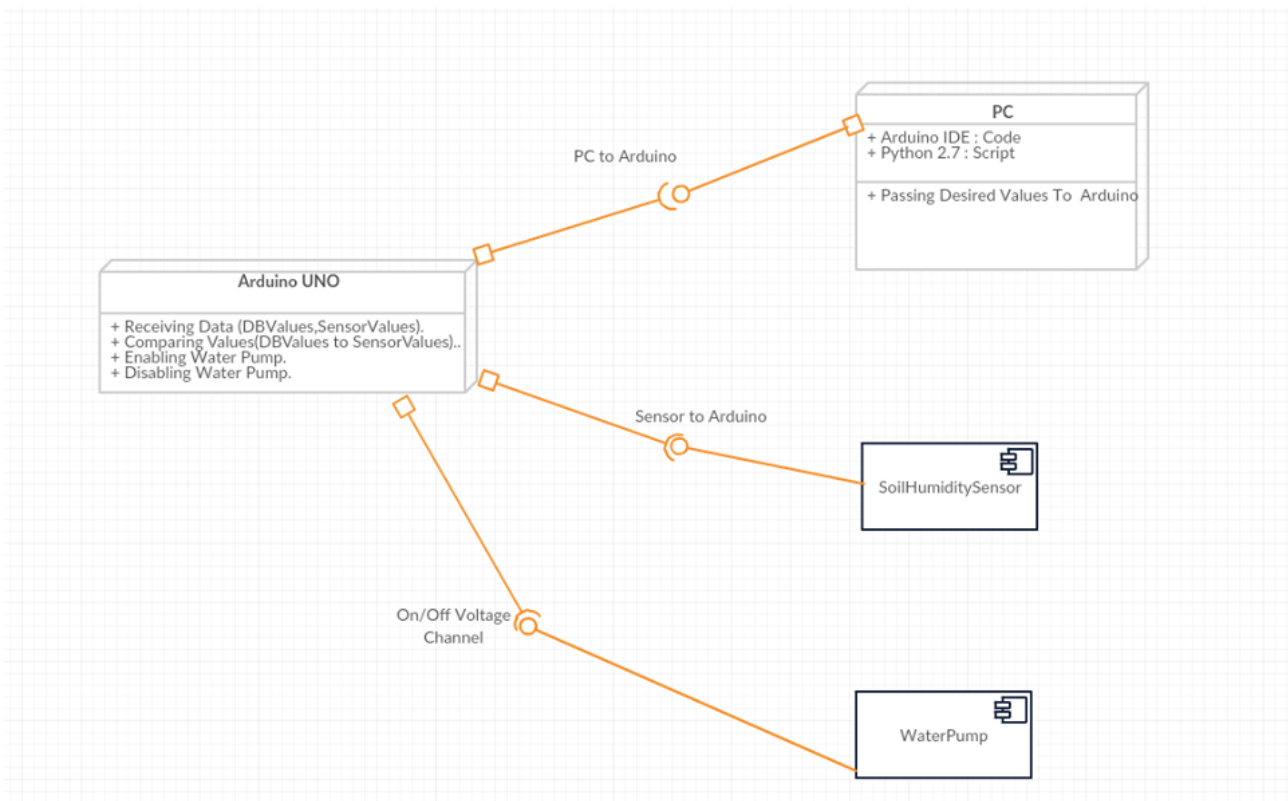 PC
+ Arduino IDE : Code
+ Python 2.7 : Script
+ Passing Desired Values To Arduino
PC to Arduino
Arduino UNO
+ Receiving Data (DBValues,SensorValues).
+ Comparing Values(DBValues to SensorValues)..
+ Enabling Water Pump.
+ Disabling Water Pump.
Sensor to Arduino
SoilHumiditySensor
On/Off Voltage
Channel
WaterPump